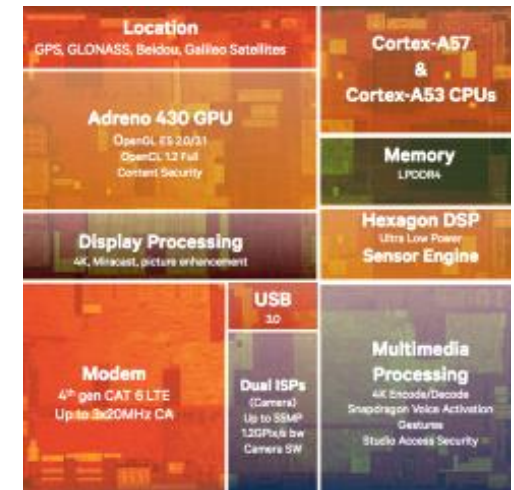 Location
GPS, GLONASS, Beidou, Galileo Satellites
Cortex-A57
&
Cortex-A53 CPUs
Adreno 430 GPU
OpenGL ES 2.0/3.1
OpenCL 1.2 Full
Content Security
Memory
LPDDR4
Display Processing
4K, Miracast, picture enhancement
Hexagon DSP
Ultra Low Power
Sensor Engine
Modem
4th gen CAT 6 LTE
Up to 3x20MHz CA
USB
3.0
Dual ISPs
(Camera)
Up to 55MP
1.2GPix/s bw
Camera SW
Multimedia
Processing
4K Encode/Decode
Snapdragon Voice Activation
Gestures
Studio Access Security